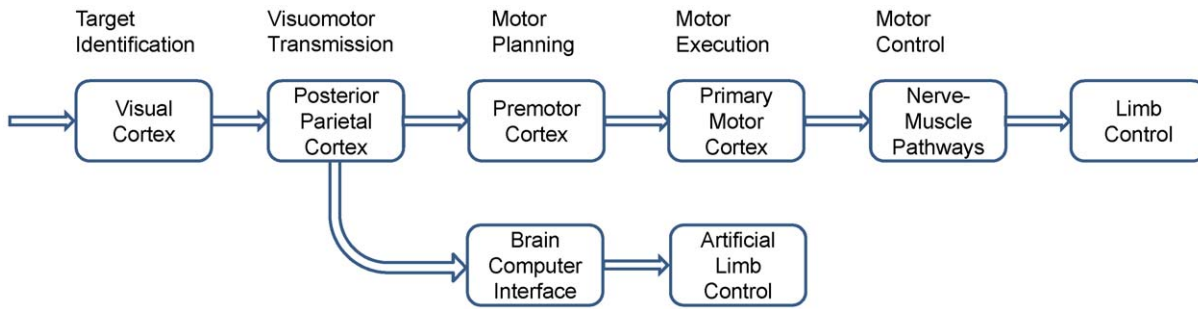 Target
Identification
Visuomotor
Transmission
Motor
Planning
Motor
Execution
Motor
Control
Visual
Cortex
Posterior
Parietal
Cortex
Premotor
Cortex
Primary
Motor
Cortex
Nerve-
Muscle
Pathways
Limb
Control
Brain
Computer
Interface
Artificial
Limb
Control